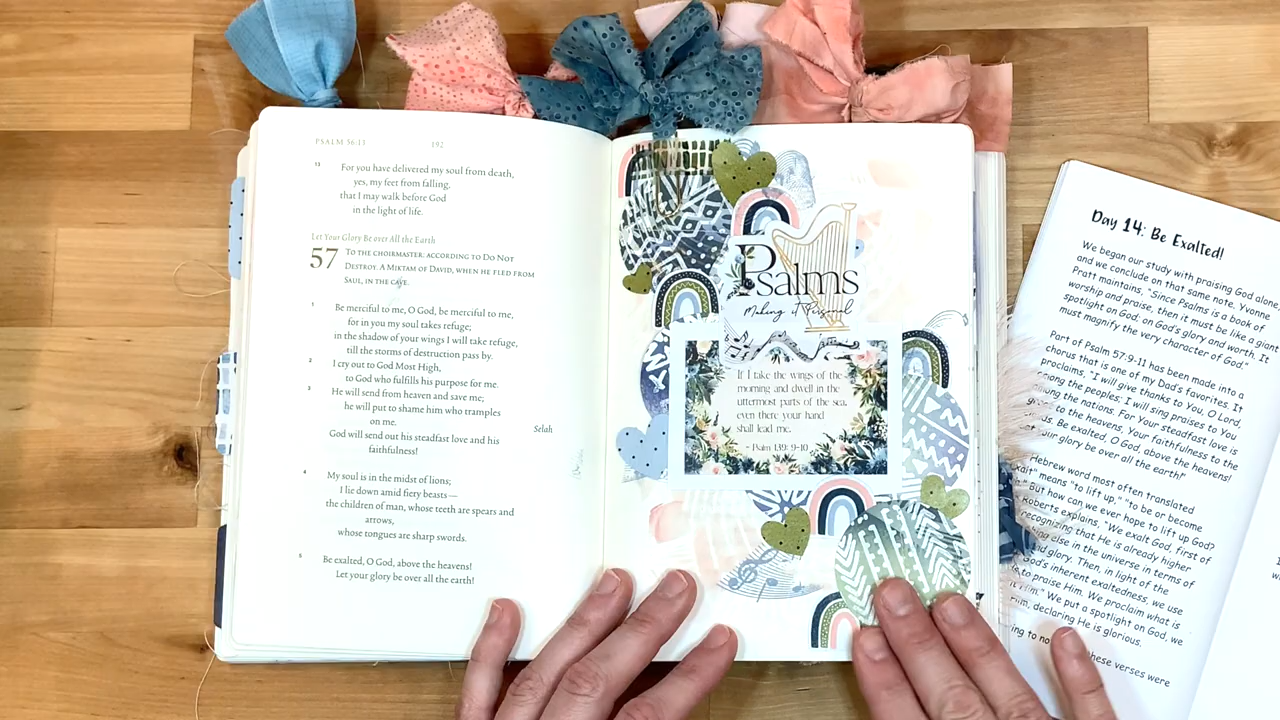 PSALM 56:11
192
13 For you have delivered my soul from death,
yes, my feet from falling,
that I may walk before God
in the light of life.
Let Your Glory Be over All the Earth
57 TO THE CHOIRMASTER: ACCORDING TO DO NOT
DESTROY. A MIKTAM OF DAVID, WHEN HE FLED FROM
SAUL, IN THE CAVE.
1 Be merciful to me, O God, be merciful to me,
for in you my soul takes refuge;
in the shadow of your wings I will take refuge,
till the storms of destruction pass by.
2 I cry out to God Most High,
to God who fulfills his purpose for me.
3 He will send from heaven and save me;
he will put to shame him who tramples
on me. Selah
God will send out his steadfast love and his
faithfulness!
4 My soul is in the midst of lions;
I lie down amid fiery beasts—
the children of man, whose teeth are spears and
arrows,
whose tongues are sharp swords.
5 Be exalted, O God, above the heavens!
Let your glory be over all the earth!
Psalms
Making it Personal
If I take the wings of the
morning and dwell in the
uttermost parts of the sea,
even there your hand
shall lead me.
~ Psalm 139: 9-10
Day 14: Be Exalted!
We began our study with praising God alone,
and we conclude on that same note. Yvonne
Pratt maintains, "Since Psalms is a book of
worship and praise, then it must be like a giant
spotlight on God: on God's glory and worth. It
must magnify the very character of God."
Part of Psalm 57:9-11 has been made into a
chorus that is one of my Dad's favorites. It
proclaims, "I will give thanks to You, O Lord,
among the peoples; I will sing praises to You
among the nations. For Your steadfast love is
to the heavens, Your faithfulness to the
Be exalted, O God, above the heavens!
our glory be over all the earth!"
Hebrew word most often translated
means "to lift up," "to be or become
But how can we ever hope to lift up God?
Roberts explains, "We exalt God, first of
recognizing that He is already higher
else in the universe in terms of
and glory. Then, in light of the
God's inherent exaltedness, we use
to praise Him. We proclaim what is
Him." We put a spotlight on God, we
Him, declaring He is glorious.
ing to no these verses were